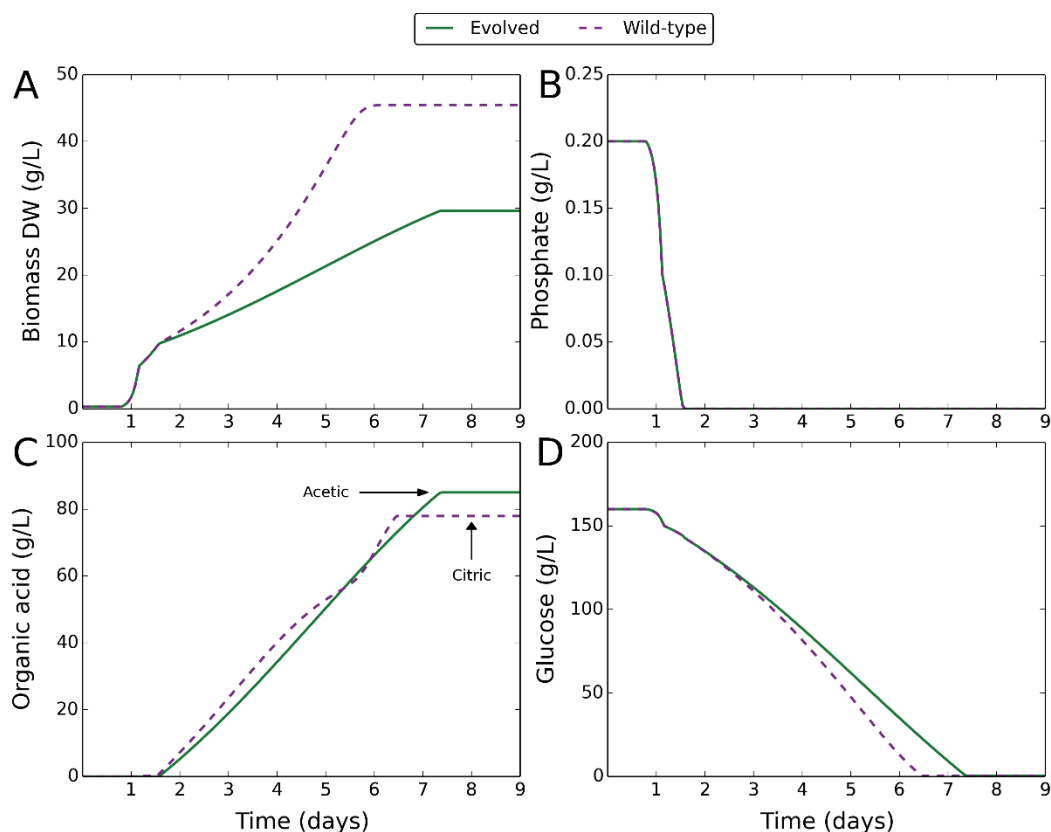 Evolved Wild-type
A
Biomass DW (g/L)
50
40
30
20
10
0
1 2 3 4 5 6 7 8 9
B
Phosphate (g/L)
0.25
0.20
0.15
0.10
0.05
0.00
1 2 3 4 5 6 7 8 9
C
Organic acid (g/L)
100
80
60
40
20
0
Acetic
Citric
1 2 3 4 5 6 7 8 9
Time (days)
D
Glucose (g/L)
200
150
100
50
0
1 2 3 4 5 6 7 8 9
Time (days)